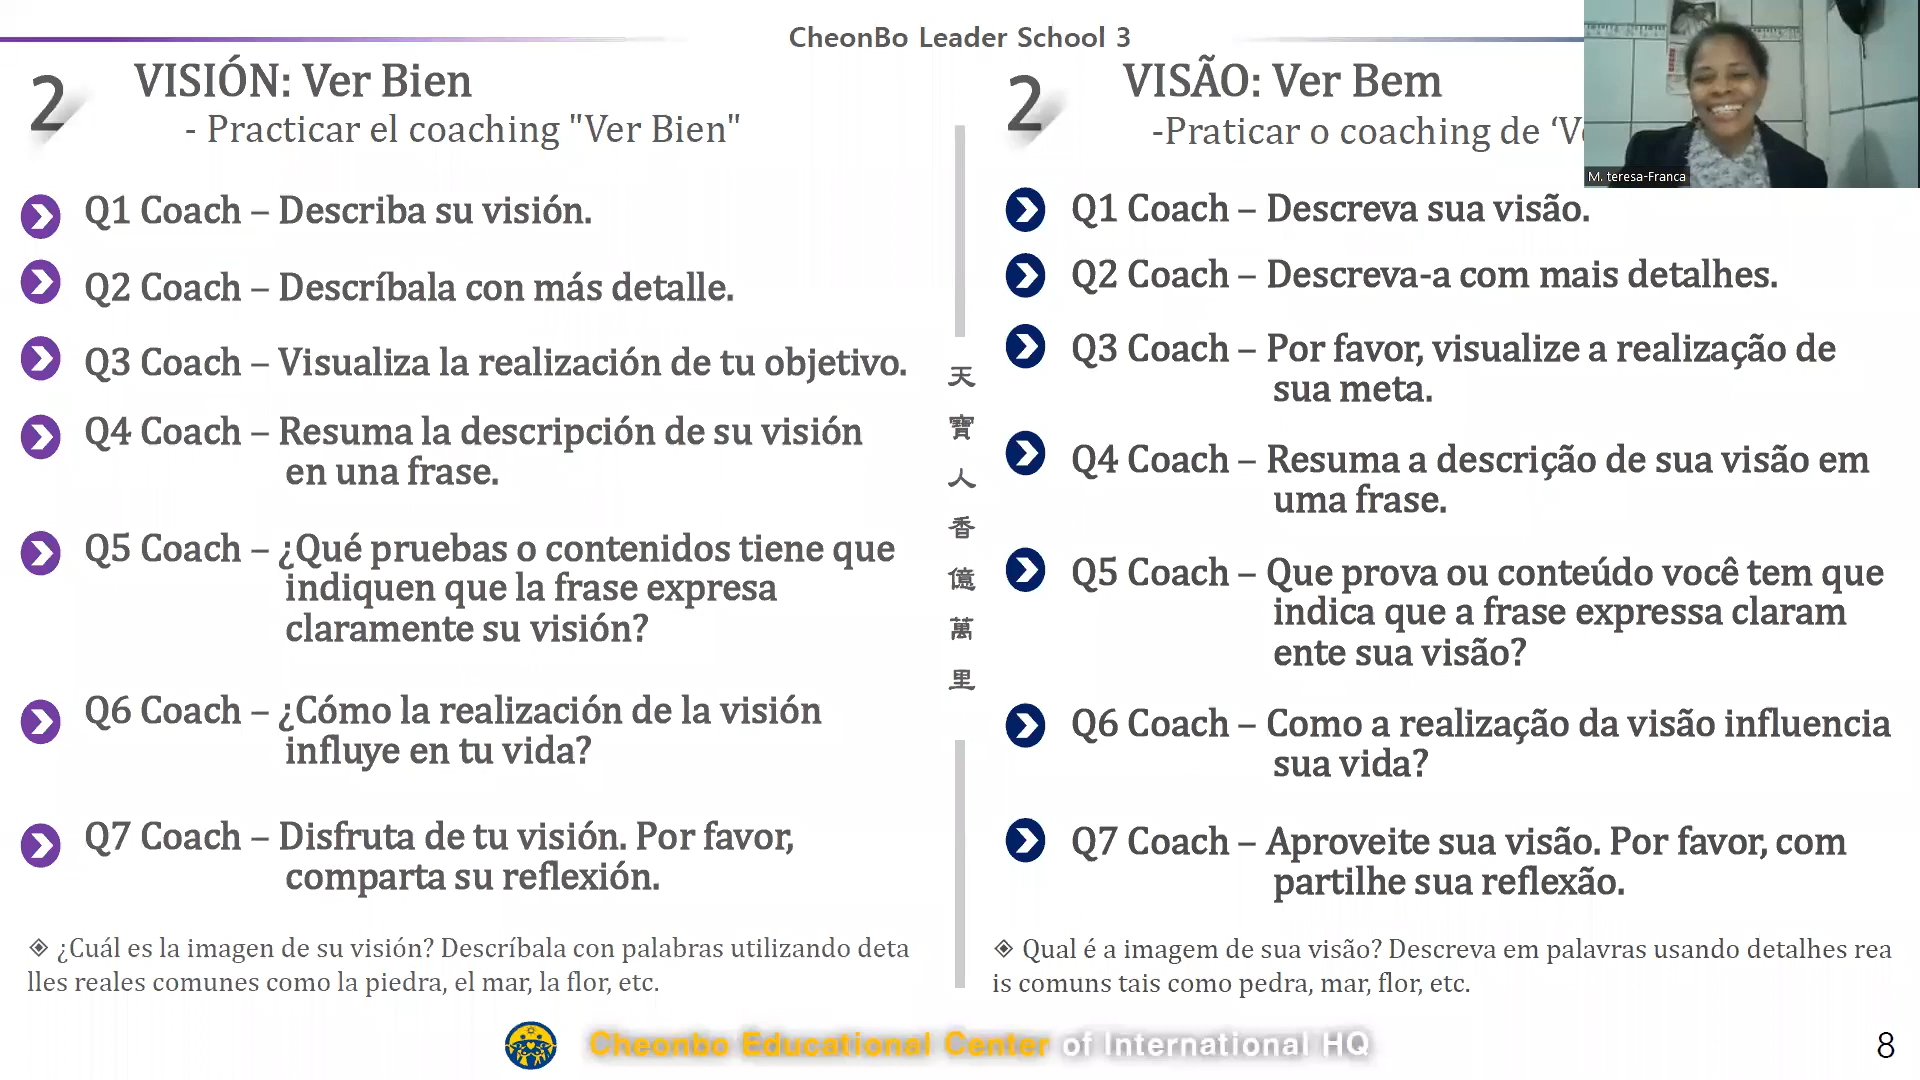 CheonBo Leader School 3
2
VISIÓN: Ver Bien
- Practicar el coaching "Ver Bien"
Q1 Coach – Describa su visión.
Q2 Coach – Descríbala con más detalle.
Q3 Coach – Visualiza la realización de tu objetivo.
Q4 Coach – Resuma la descripción de su visión
en una frase.
Q5 Coach – ¿Qué pruebas o contenidos tiene que
indiquen que la frase expresa
claramente su visión?
Q6 Coach – ¿Cómo la realización de la visión
influye en tu vida?
Q7 Coach – Disfruta de tu visión. Por favor,
comparta su reflexión.
◈ ¿Cuál es la imagen de su visión? Descríbala con palabras utilizando deta
lles reales comunes como la piedra, el mar, la flor, etc.
天
寶
人
香
億
萬
里
2
VISÃO: Ver Bem
-Praticar o coaching de ‘V
M. teresa-Franca
Q1 Coach – Descreva sua visão.
Q2 Coach – Descreva-a com mais detalhes.
Q3 Coach – Por favor, visualize a realização de
sua meta.
Q4 Coach – Resuma a descrição de sua visão em
uma frase.
Q5 Coach – Que prova ou conteúdo você tem que
indica que a frase expressa claram
ente sua visão?
Q6 Coach – Como a realização da visão influencia
sua vida?
Q7 Coach – Aproveite sua visão. Por favor, com
partilhe sua reflexão.
◈ Qual é a imagem de sua visão? Descreva em palavras usando detalhes rea
is comuns tais como pedra, mar, flor, etc.
Cheonbo Educational Center of International HQ
8